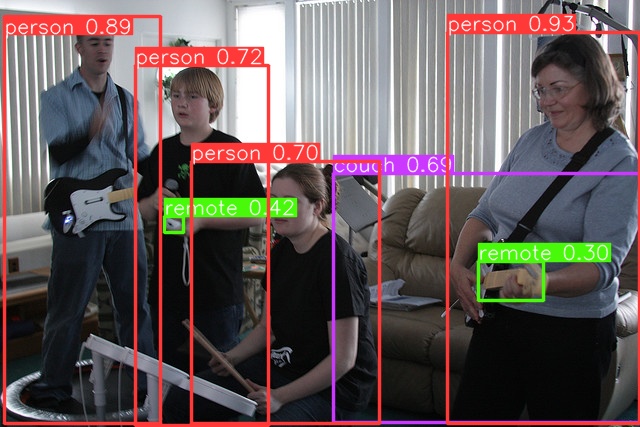 person 0.89
person 0.93
person 0.72
person 0.70
couch 0.69
remote 0.42
remote 0.30